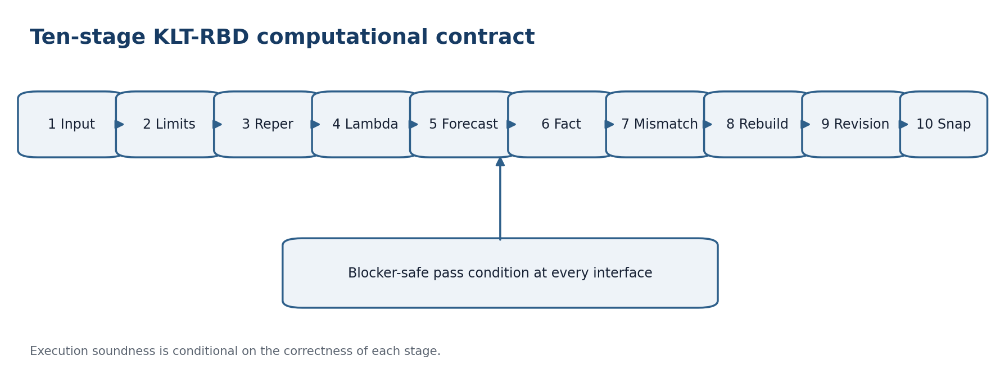 Ten-stage KLT-RBD computational contract
1 Input
2 Limits
3 Reper
4 Lambda
5 Forecast
6 Fact
7 Mismatch
8 Rebuild
9 Revision
10 Snap
Blocker-safe pass condition at every interface
Execution soundness is conditional on the correctness of each stage.